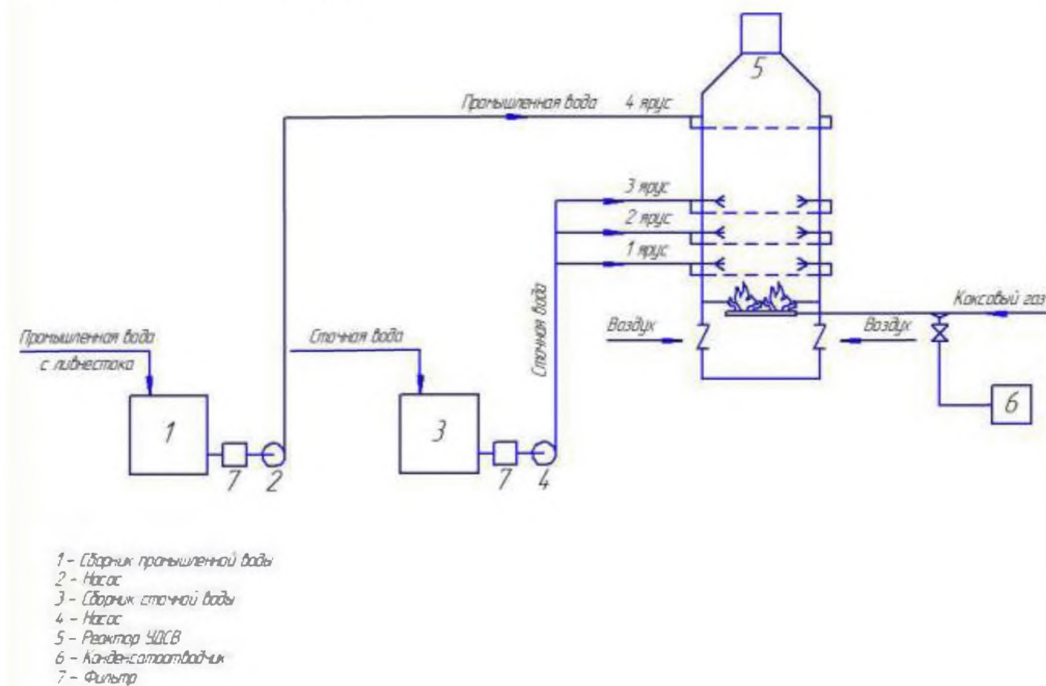 5
Промышленная вода 4 ярус
3 ярус
2 ярус
1 ярус
Коксовый газ
Воздух
Воздух
Промышленная вода
с ливнестока
Сточная вода
Сточная вода
1
3
6
7
2
7
4
1 - Сборник промышленной воды
2 - Насос
3 - Сборник сточной воды
4 - Насос
5 - Реактор УДСВ
6 - Конденсатоотводчик
7 - Фильтр